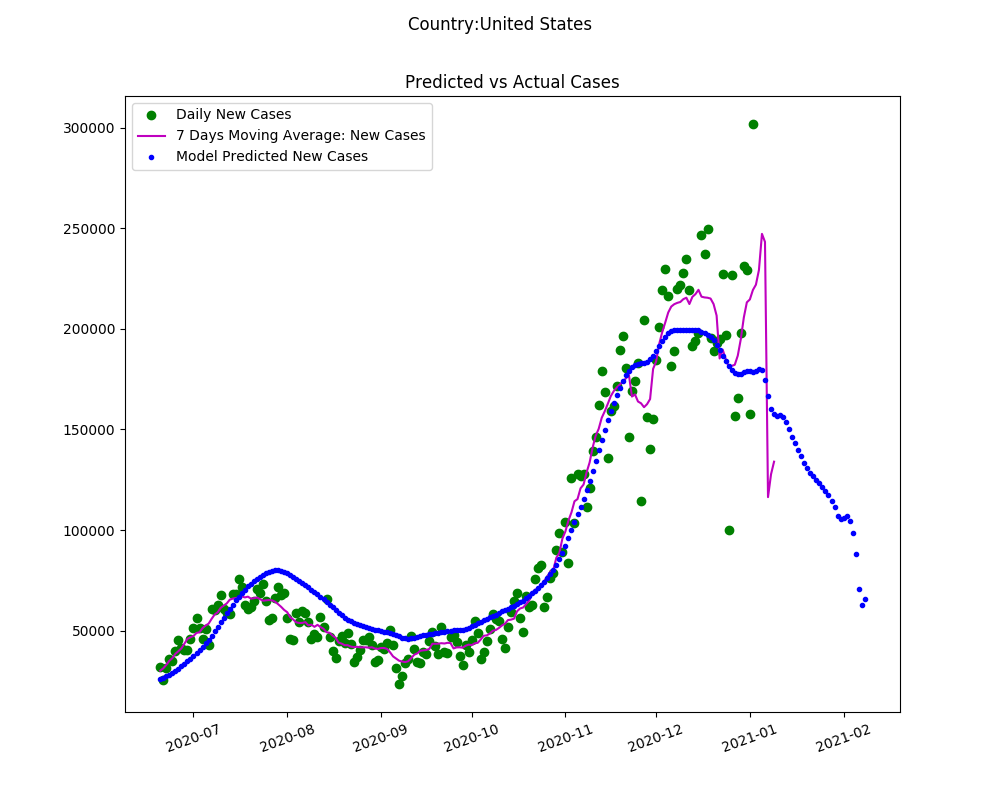 Country:United States
Predicted vs Actual Cases
Daily New Cases
7 Days Moving Average: New Cases
Model Predicted New Cases
300000
250000
200000
150000
100000
50000
2020-07
2020-08
2020-09
2020-10
2020-11
2020-12
2021-01
2021-02